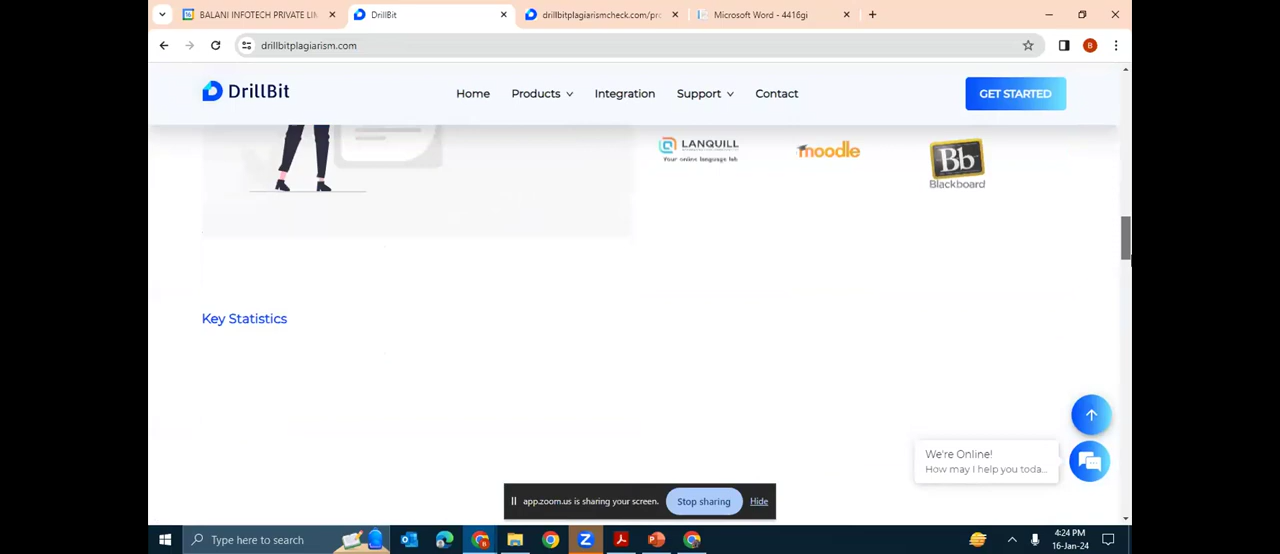 BALANI INFOTECH PRIVATE LIM
DrillBit
drillbitplagiarismcheck.com/pro
Microsoft Word - 4416gi
drillbitplagiarism.com
B
DrillBit
Home
Products
Integration
Support
Contact
GET STARTED
LANQUILL
Your online language lab
moodle
Bb
Blackboard
Key Statistics
We're Online!
How may I help you toda...
app.zoom.us is sharing your screen.
Stop sharing
Hide
Type here to search
4:24 PM
16-Jan-24